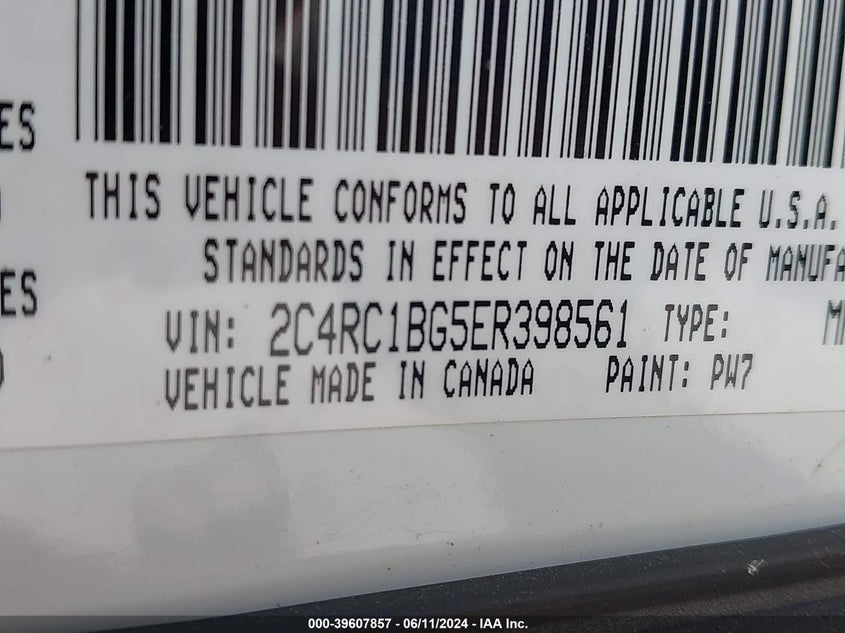 ES
THIS VEHICLE CONFORMS TO ALL APPLICABLE U.S.A.
STANDARDS IN EFFECT ON THE DATE OF MANUFA
ES
VIN: 2C4RC1BG5ER398561 TYPE: M
VEHICLE MADE IN CANADA PAINT: PW7
000-39607857 - 06/11/2024 - IAA Inc.